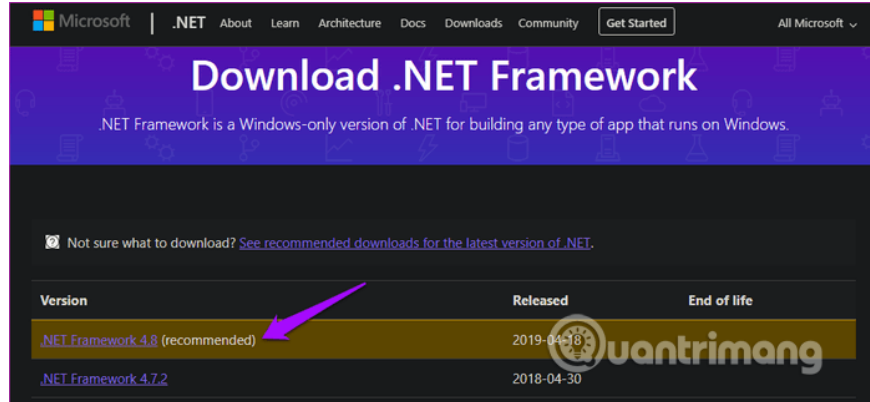 Microsoft | .NET About Learn Architecture Docs Downloads Community Get Started All Microsoft
Download .NET Framework
.NET Framework is a Windows-only version of .NET for building any type of app that runs on Windows.
Not sure what to download? See recommended downloads for the latest version of .NET.
Version Released End of life
.NET Framework 4.8 (recommended) 2019-04-18
Quantrimang
.NET Framework 4.7.2 2018-04-30